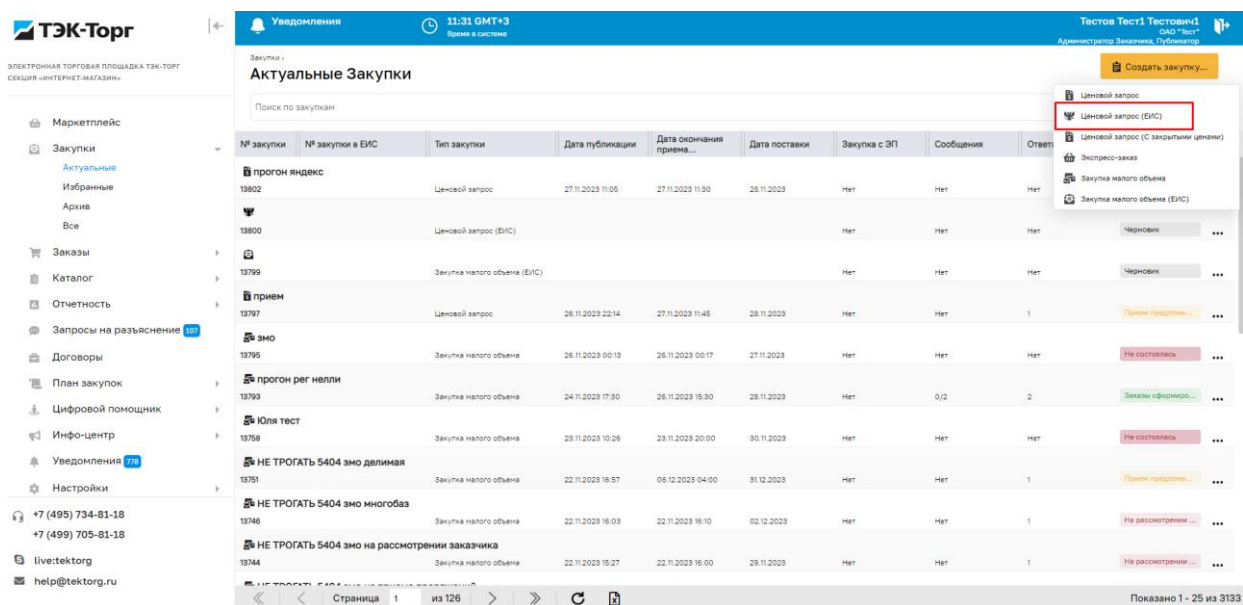 ТЭК-Торг
ЭЛЕКТРОННАЯ ТОРГОВАЯ ПЛОЩАДКА ТЭК-ТОРГ
СЕКЦИЯ «ИНТЕРНЕТ-МАГАЗИН»
Маркетплейс
Закупки
Актуальные
Избранные
Архив
Все
Заказы
Каталог
Отчетность
Запросы на разъяснение 107
Договоры
План закупок
Цифровой помощник
Инфо-центр
Уведомления 778
Настройки
+7 (495) 734-81-18
+7 (499) 705-81-18
live:tektorg
help@tektorg.ru
Уведомления
11:31 GMT+3
Время в системе
Тестов Тест1 Тестович1
ОАО "Тест"
Администратор Заказчика, Публикатор
Закупки ›
Актуальные Закупки
Создать закупку...
Поиск по закупкам
Ценовой запрос
Ценовой запрос (ЕИС)
Ценовой запрос (С закрытыми ценами)
Экспресс-заказ
Закупка малого объема
Закупка малого объема (ЕИС)
№ закупки № закупки в ЕИС Тип закупки Дата публикации Дата окончания приема... Дата поставки Закупка с ЭП Сообщения
прогон яндекс
13802 Ценовой запрос 27.11.2023 11:05 27.11.2023 11:30 28.11.2023 Нет Нет Нет
13800 Ценовой запрос (ЕИС) Нет Нет Нет Черновик ...
13799 Закупка малого объема (ЕИС) Нет Нет Нет Черновик ...
прием
13797 Ценовой запрос 26.11.2023 22:14 27.11.2023 11:45 28.11.2023 Нет Нет 1 Прием предложе... ...
змо
13795 Закупка малого объема 26.11.2023 00:13 26.11.2023 00:17 27.11.2023 Нет Нет Нет Не состоялась ...
прогон рег нелли
13793 Закупка малого объема 24.11.2023 17:30 26.11.2023 15:30 28.11.2023 Нет 0/2 2 Заказы сформиро... ...
Юля тест
13758 Закупка малого объема 23.11.2023 10:26 23.11.2023 20:00 30.11.2023 Нет Нет Нет Не состоялась ...
НЕ ТРОГАТЬ 5404 змо делимая
13751 Закупка малого объема 22.11.2023 16:57 06.12.2023 04:00 31.12.2023 Нет Нет 1 Прием предложе... ...
НЕ ТРОГАТЬ 5404 змо многобаз
13746 Закупка малого объема 22.11.2023 16:03 22.11.2023 16:10 02.12.2023 Нет Нет 1 На рассмотрении ... ...
НЕ ТРОГАТЬ 5404 змо на рассмотрении заказчика
13744 Закупка малого объема 22.11.2023 15:27 22.11.2023 16:00 29.11.2023 Нет Нет 1 На рассмотрении ... ...
Страница 1 из 126
Показано 1 - 25 из 3133